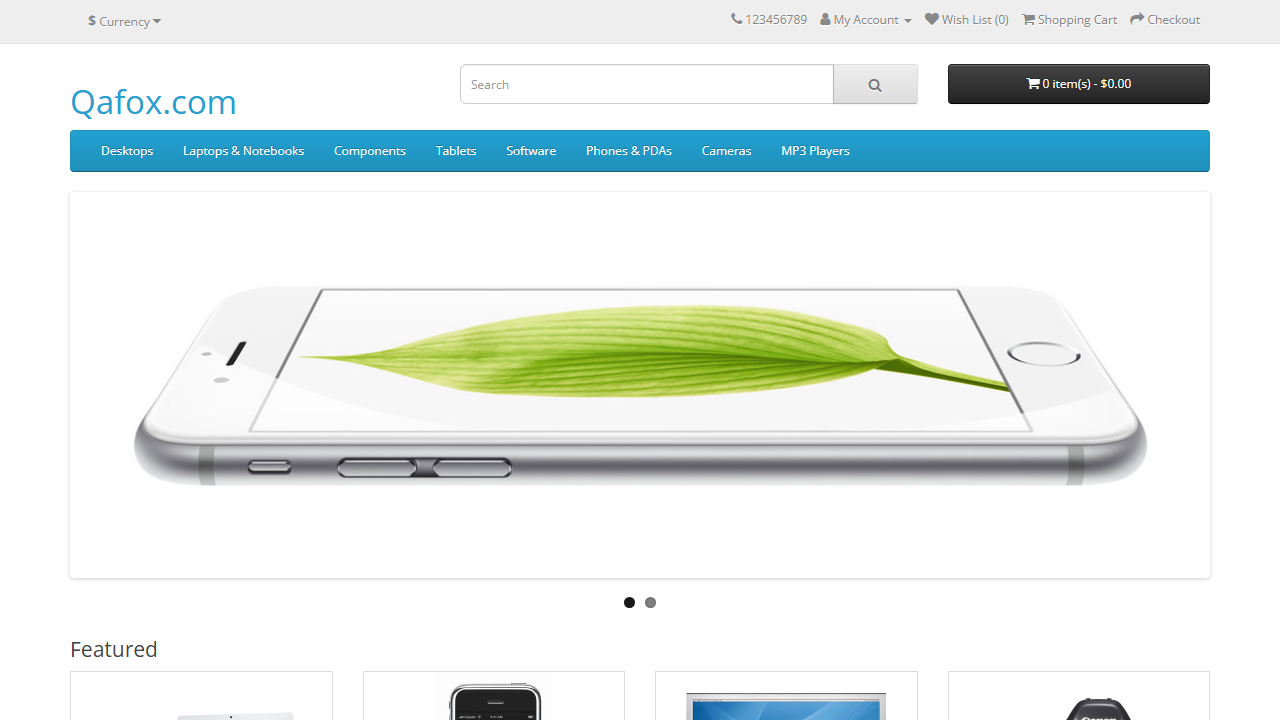 $ Currency
123456789 My Account Wish List (0) Shopping Cart Checkout
Qafox.com
Search
0 item(s) - $0.00
Desktops Laptops & Notebooks Components Tablets Software Phones & PDAs Cameras MP3 Players
Featured
Canon